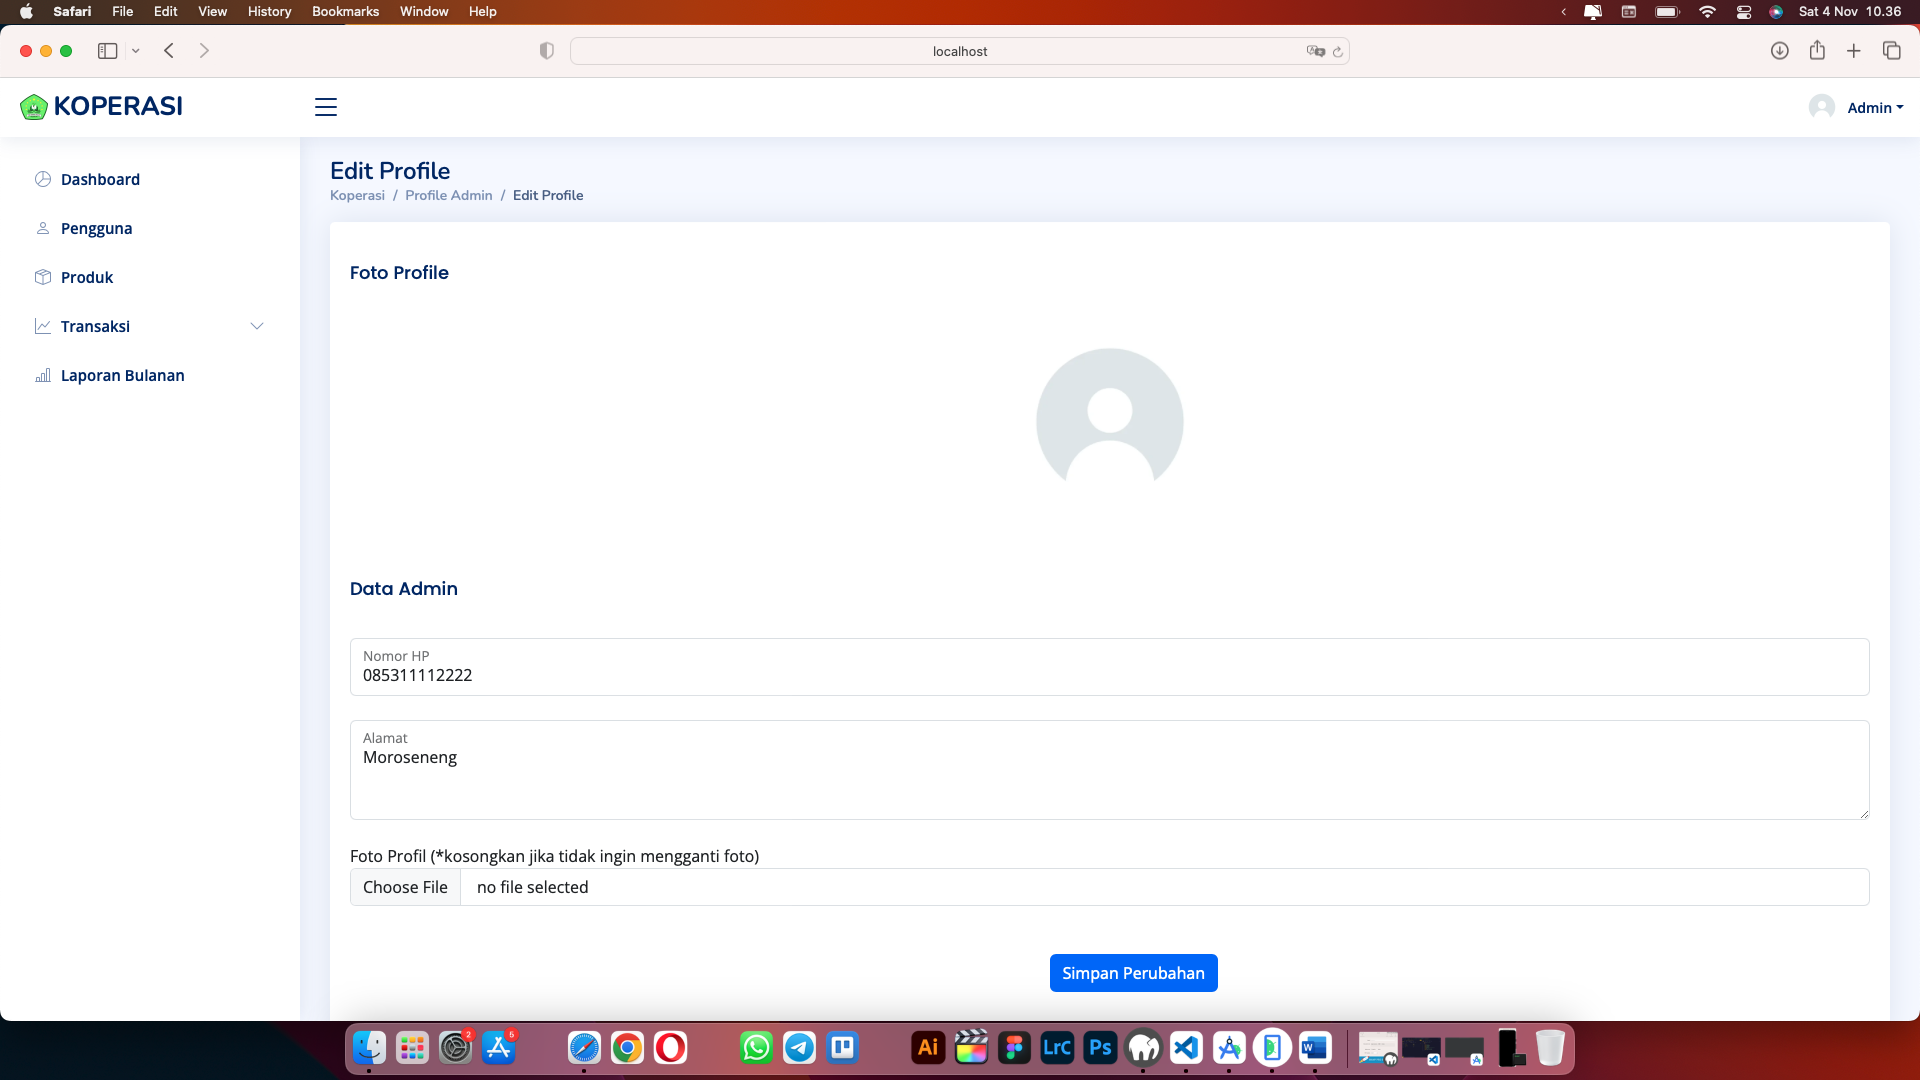 Safari File Edit View History Bookmarks Window Help Sat 4 Nov 10.36
localhost
KOPERASI Admin
Dashboard
Pengguna
Produk
Transaksi
Laporan Bulanan
Edit Profile
Koperasi / Profile Admin / Edit Profile
Foto Profile
Data Admin
Nomor HP
085311112222
Alamat
Moroseneng
Foto Profil (*kosongkan jika tidak ingin mengganti foto)
Choose File no file selected
Simpan Perubahan
2 5 Ai LrC Ps W